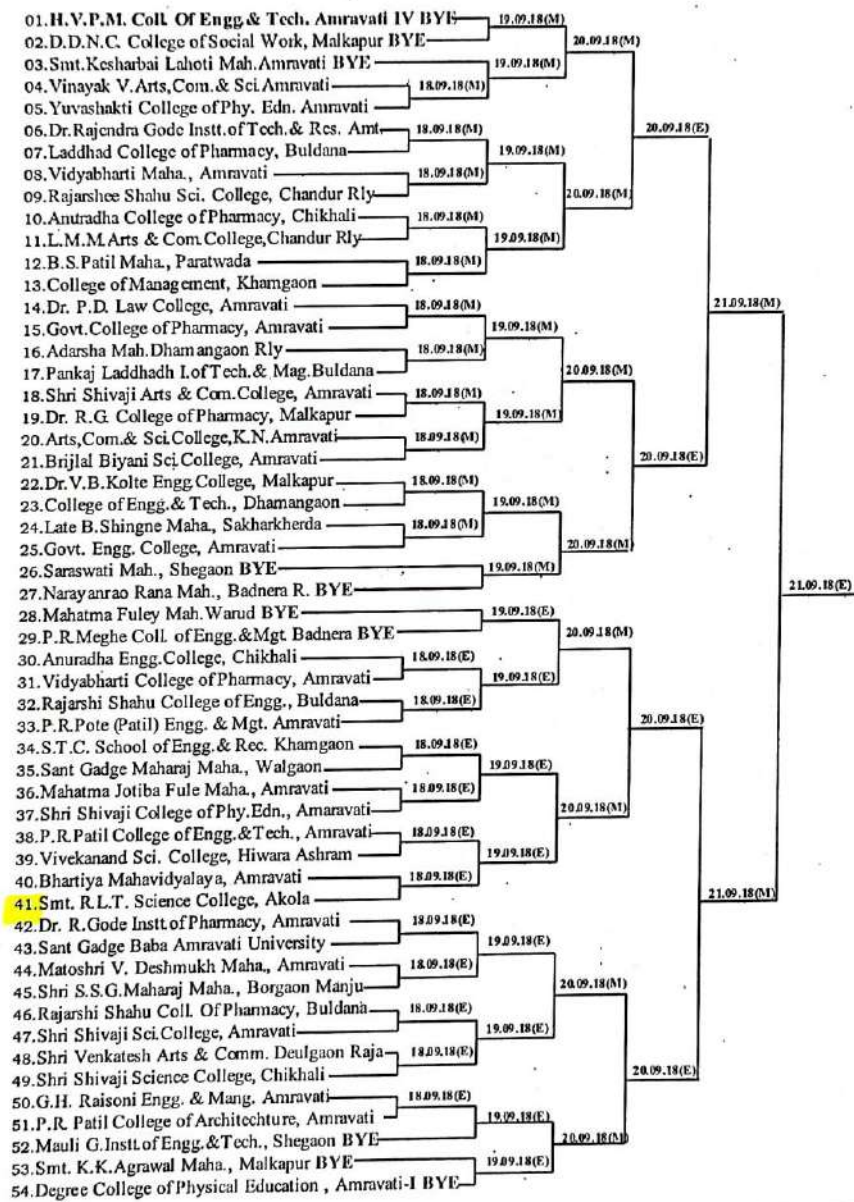 01.H.V.P.M. Coll. Of Engg.& Tech. Amravati IV BYE
02.D.D.N.C. College of Social Work, Malkapur BYE
03.Smt.Kesharbai Lahoti Mah.Amravati BYE
04.Vinayak V.Arts,Com.& Sci.Amravati
05.Yuvashakti College of Phy. Edn. Amravati
06.Dr.Rajendra Gode Instt.of Tech.& Res. Amt.
07.Laddhad College of Pharmacy, Buldana
08.Vidyabharti Maha., Amravati
09.Rajarshee Shahu Sci. College, Chandur Rly
10.Anuradha College of Pharmacy, Chikhali
11.L.M.M.Arts & Com.College,Chandur Rly
12.B.S.Patil Maha., Paratwada
13.College of Management, Khamgaon
14.Dr. P.D. Law College, Amravati
15.Govt.College of Pharmacy, Amravati
16.Adarsha Mah.Dhamangaon Rly
17.Pankaj Laddhadh I.of Tech.& Mag.Buldana
18.Shri Shivaji Arts & Com.College, Amravati
19.Dr. R.G. College of Pharmacy, Malkapur
20.Arts,Com.& Sci.College,K.N.Amravati
21.Brijlal Biyani Sci.College, Amravati
22.Dr.V.B.Kolte Engg.College, Malkapur
23.College of Engg.& Tech., Dhamangaon
24.Late B.Shingne Maha., Sakharkherda
25.Govt. Engg. College, Amravati
26.Saraswati Mah., Shegaon BYE
27.Narayanrao Rana Mah., Badnera R. BYE
28.Mahatma Fuley Mah.Warud BYE
29.P.R.Meghe Coll. of Engg.&Mgt. Badnera BYE
30.Anuradha Engg.College, Chikhali
31.Vidyabharti College of Pharmacy, Amravati
32.Rajarshi Shahu College of Engg., Buldana
33.P.R.Pote (Patil) Engg. & Mgt. Amravati
34.S.T.C. School of Engg.& Rec. Khamgaon
35.Sant Gadge Maharaj Maha., Walgaon
36.Mahatma Jotiba Fule Maha., Amravati
37.Shri Shivaji College of Phy.Edn., Amaravati
38.P.R.Patil College of Engg.&Tech., Amravati
39.Vivekanand Sci. College, Hiwara Ashram
40.Bhartiya Mahavidyalaya, Amravati
41.Smt. R.L.T. Science College, Akola
42.Dr. R.Gode Instt.of Pharmacy, Amravati
43.Sant Gadge Baba Amravati University
44.Matoshri V. Deshmukh Maha., Amravati
45.Shri S.S.G.Maharaj Maha., Borgaon Manju
46.Rajarshi Shahu Coll. Of Pharmacy, Buldana
47.Shri Shivaji Sci.College, Amravati
48.Shri Venkatesh Arts & Comm. Deulgaon Raja
49.Shri Shivaji Science College, Chikhali
50.G.H. Raisoni Engg. & Mang. Amravati
51.P.R. Patil College of Architechture, Amravati
52.Mauli G.Instt.of Engg.&Tech., Shegaon BYE
53.Smt. K.K.Agrawal Maha., Malkapur BYE
54.Degree College of Physical Education , Amravati-I BYE
18.09.18(M)
18.09.18(M)
18.09.18(M)
18.09.18(M)
18.09.18(M)
18.09.18(M)
18.09.18(M)
18.09.18(M)
18.09.18(M)
18.09.18(M)
18.09.18(M)
18.09.18(E)
18.09.18(E)
18.09.18(E)
18.09.18(E)
18.09.18(E)
18.09.18(E)
18.09.18(E)
18.09.18(E)
18.09.18(E)
18.09.18(E)
18.09.18(E)
19.09.18(M)
19.09.18(M)
19.09.18(M)
19.09.18(M)
19.09.18(M)
19.09.18(M)
19.09.18(M)
19.09.18(M)
19.09.18(E)
19.09.18(E)
19.09.18(E)
19.09.18(E)
19.09.18(E)
19.09.18(E)
19.09.18(E)
19.09.18(E)
20.09.18(M)
20.09.18(M)
20.09.18(M)
20.09.18(M)
20.09.18(M)
20.09.18(M)
20.09.18(M)
20.09.18(M)
20.09.18(E)
20.09.18(E)
20.09.18(E)
20.09.18(E)
21.09.18(M)
21.09.18(M)
21.09.18(E)